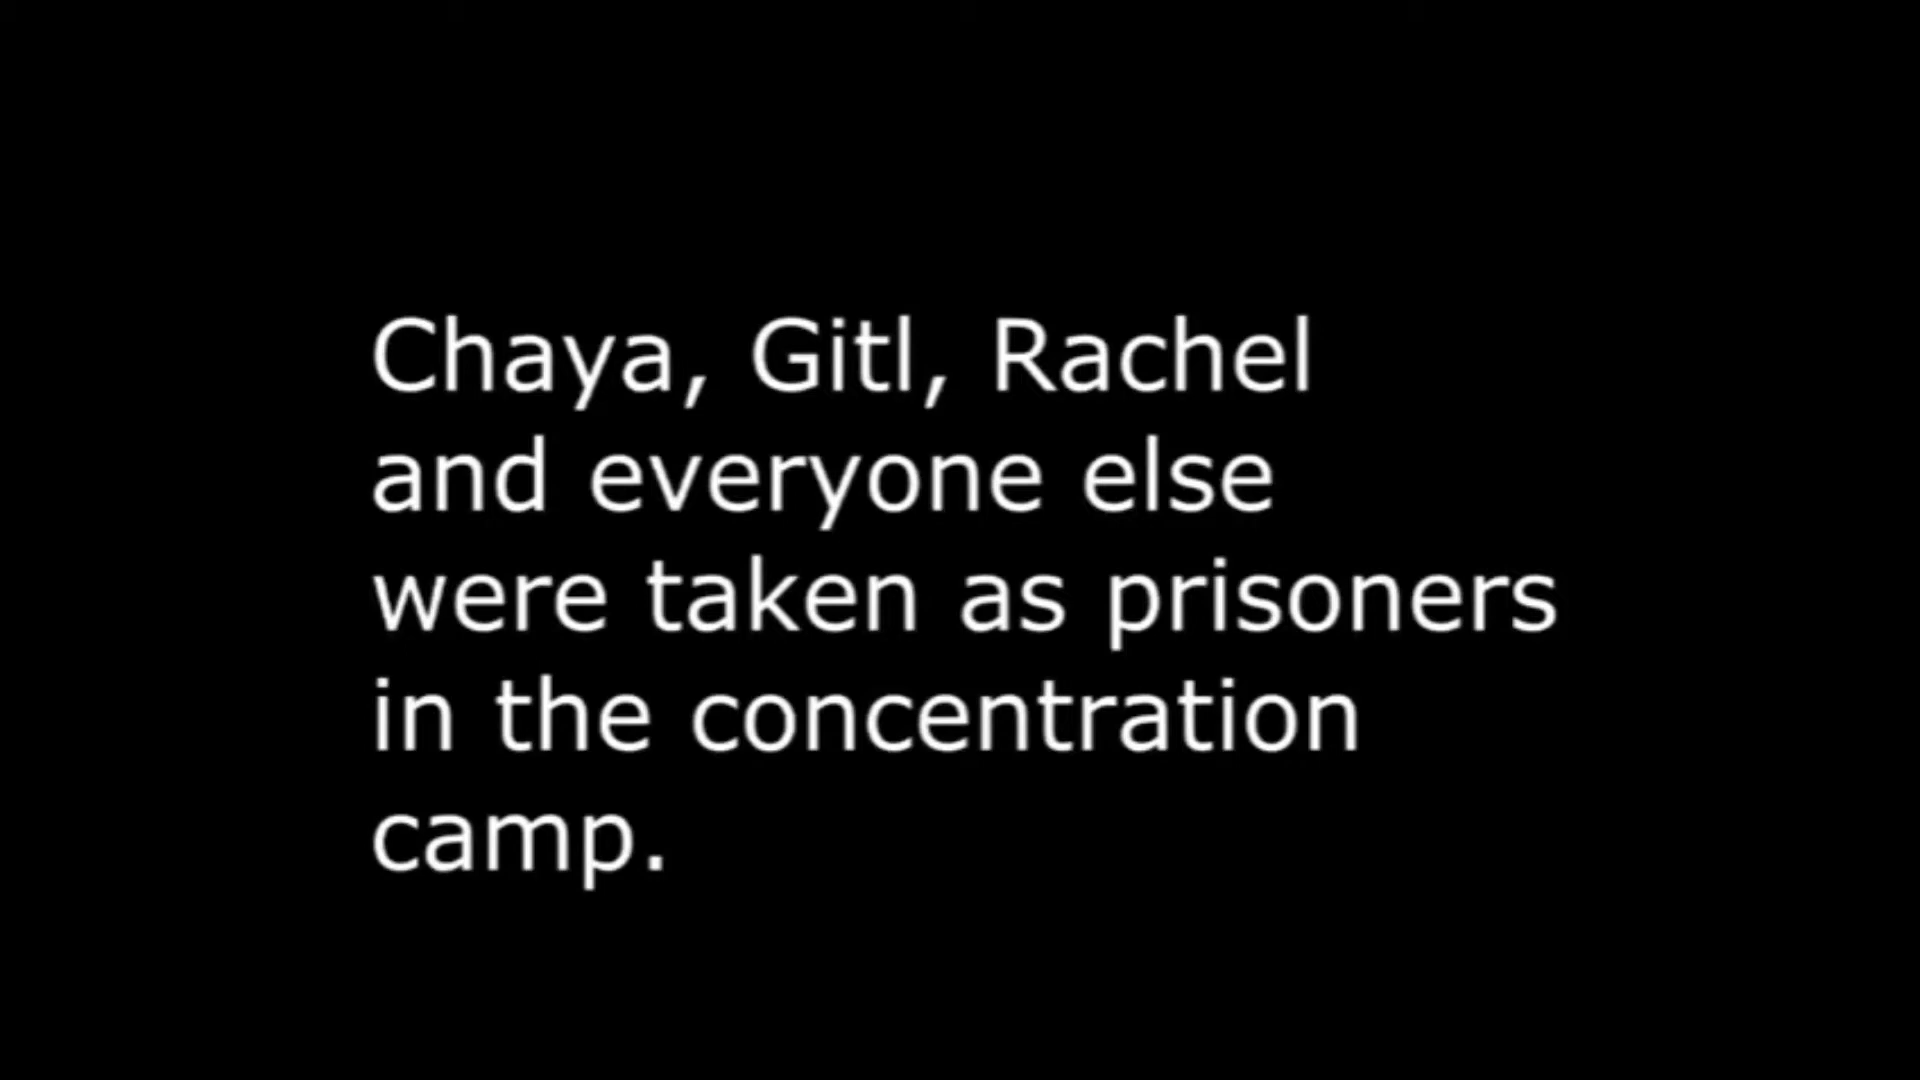 Chaya, Gitl, Rachel
and everyone else
were taken as prisoners
in the concentration
camp.